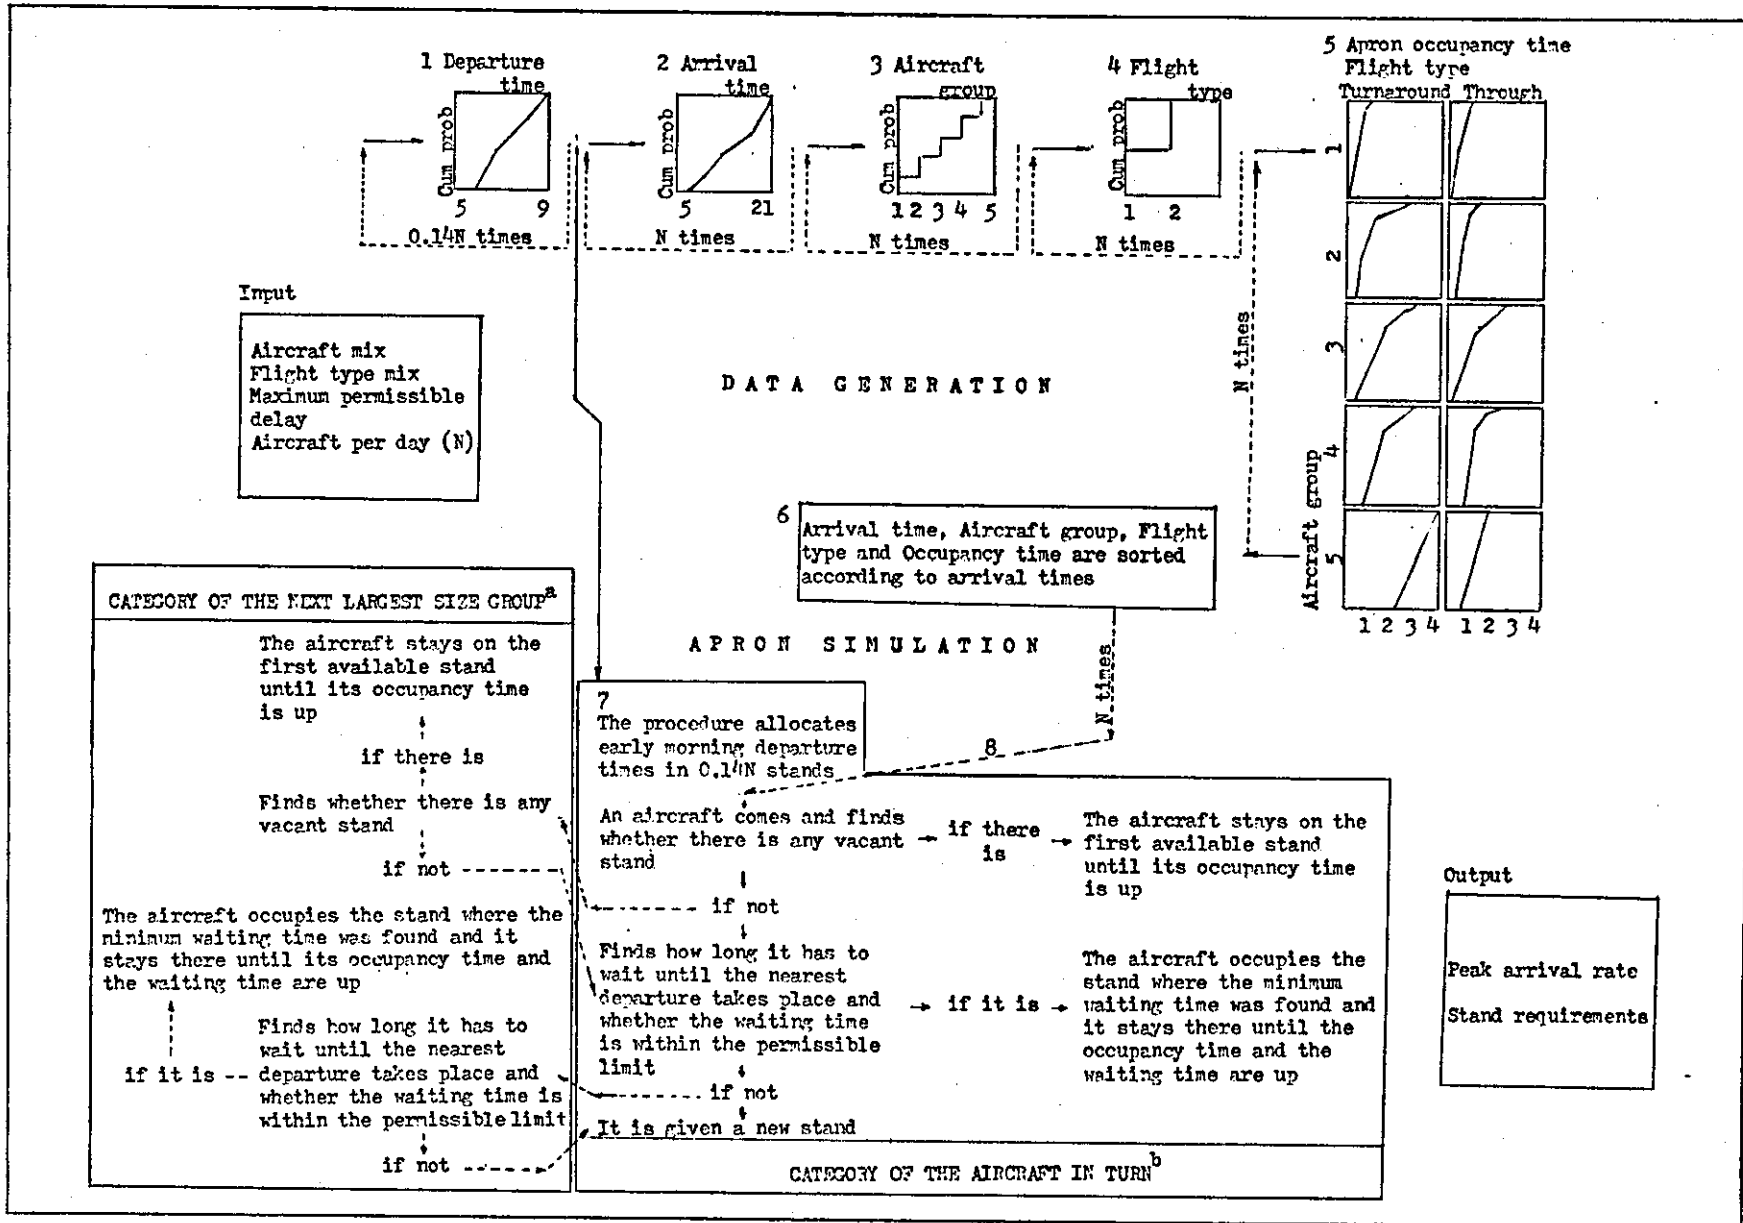 1 Departure
time
Cum prob
5 9
0.14N times
2 Arrival
time
Cum prob
5 21
N times
3 Aircraft
group
Cum prob
1 2 3 4 5
N times
4 Flight
type
Cum prob
1 2
N times
5 Apron occupancy time
Flight type
Turnaround Through
1
2
3
4
5
Aircraft group
1 2 3 4 1 2 3 4
N times
Input
Aircraft mix
Flight type mix
Maximum permissible
delay
Aircraft per day (N)
DATA GENERATION
6
Arrival time, Aircraft group, Flight
type and Occupancy time are sorted
according to arrival times
N times
APRON SIMULATION
CATEGORY OF THE NEXT LARGEST SIZE GROUP a
The aircraft stays on the
first available stand
until its occupancy time
is up
if there is
Finds whether there is any
vacant stand
if not
The aircraft occupies the stand where the
minimum waiting time was found and it
stays there until its occupancy time and
the waiting time are up
Finds how long it has to
wait until the nearest
if it is -- departure takes place and
whether the waiting time is
within the permissible limit
if not
7
The procedure allocates
early morning departure
times in 0.14N stands
8
An aircraft comes and finds
whether there is any vacant
stand
if there
is
The aircraft stays on the
first available stand
until its occupancy time
is up
if not
Finds how long it has to
wait until the nearest
departure takes place and
whether the waiting time
is within the permissible
limit
if it is
The aircraft occupies the
stand where the minimum
waiting time was found and
it stays there until the
occupancy time and the
waiting time are up
if not
It is given a new stand
CATEGORY OF THE AIRCRAFT IN TURN b
Output
Peak arrival rate
Stand requirements